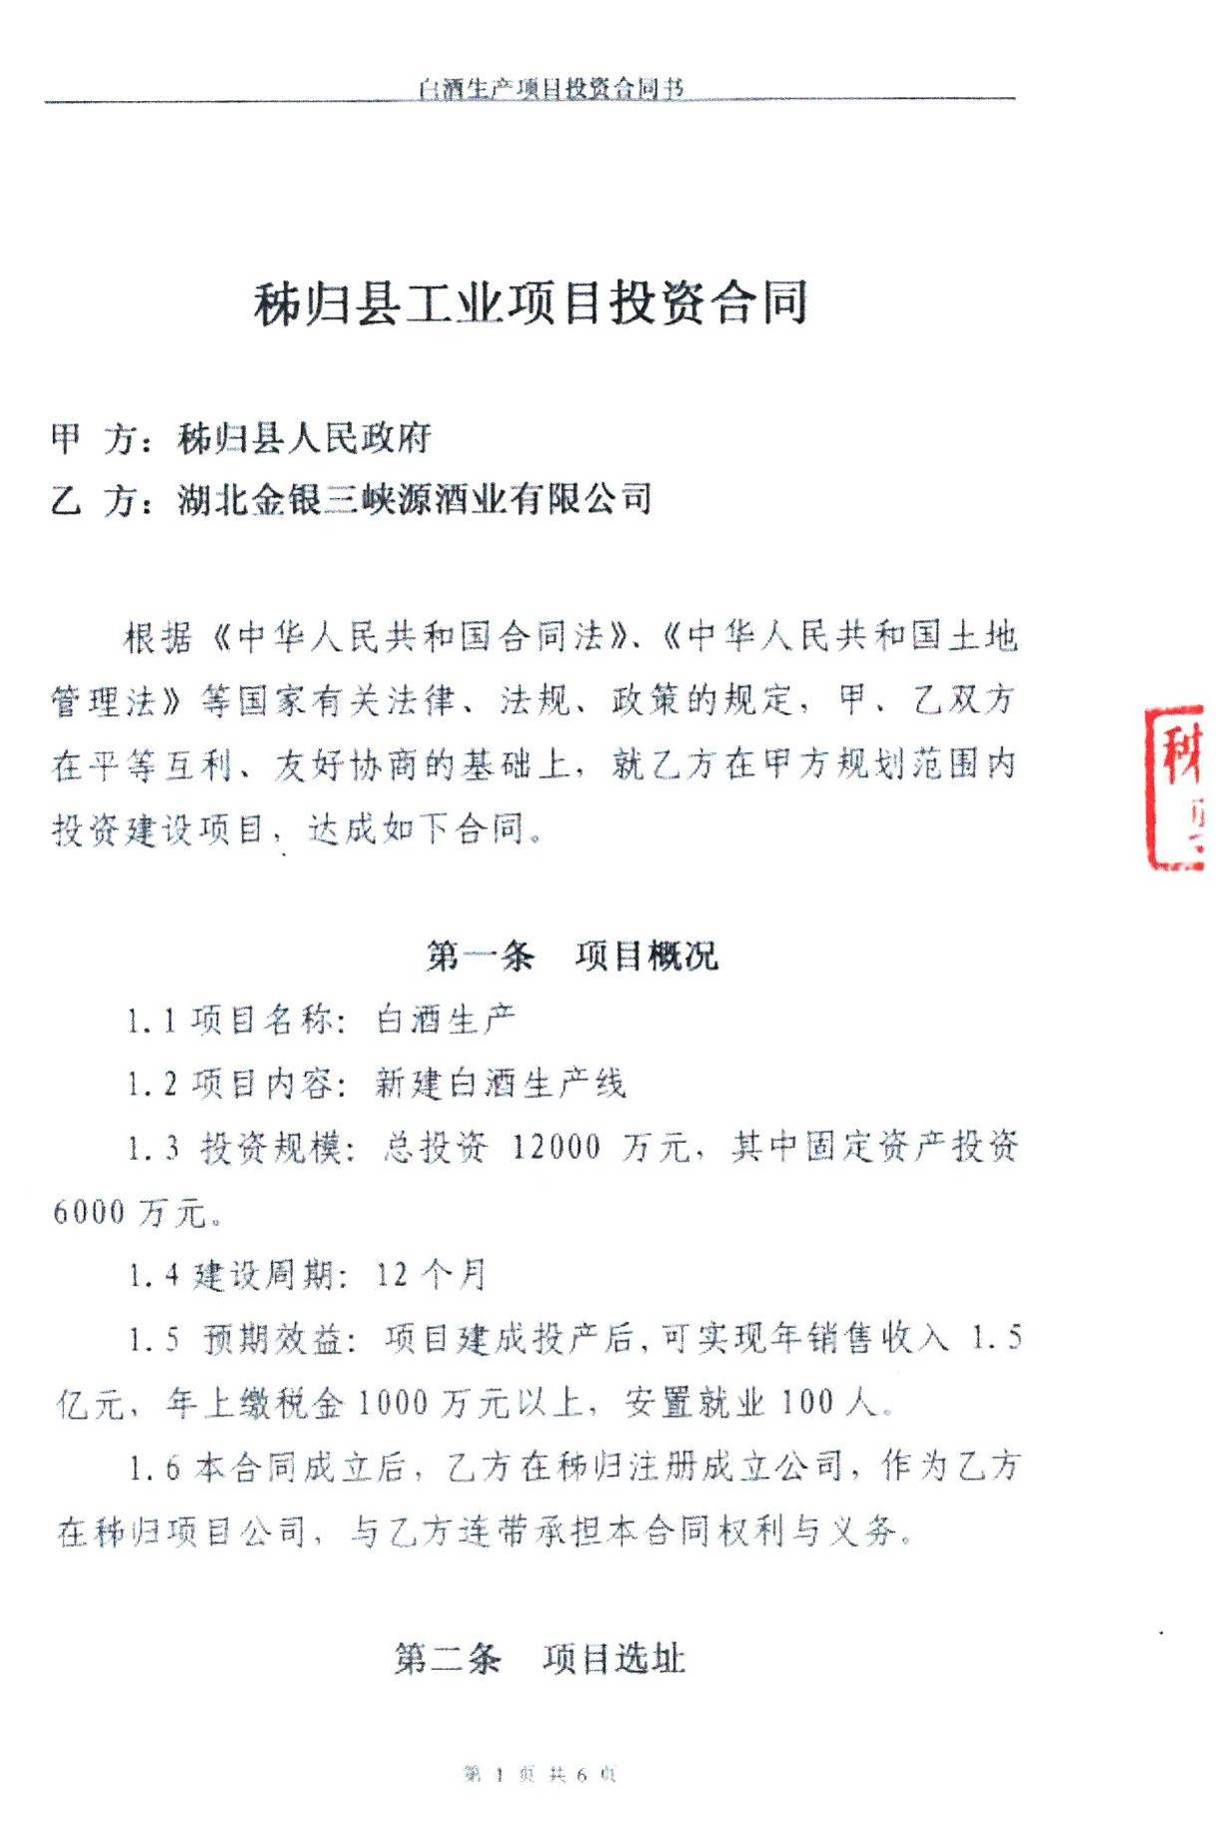 白酒生产项目投资合同书
秭归县工业项目投资合同
甲 方：秭归县人民政府
乙 方：湖北金银三峡源酒业有限公司
根据《中华人民共和国合同法》、《中华人民共和国土地
管理法》等国家有关法律、法规、政策的规定，甲、乙双方
在平等互利、友好协商的基础上，就乙方在甲方规划范围内
投资建设项目，达成如下合同。
第一条 项目概况
1.1项目名称：白酒生产
1.2项目内容：新建白酒生产线
1.3 投资规模：总投资 12000 万元，其中固定资产投资
6000万元。
1.4建设周期：12个月
1.5 预期效益：项目建成投产后，可实现年销售收入 1.5
亿元，年上缴税金1000万元以上，安置就业100人。
1.6本合同成立后，乙方在秭归注册成立公司，作为乙方
在秭归项目公司，与乙方连带承担本合同权利与义务。
第二条 项目选址
第 1 页 共 6 页